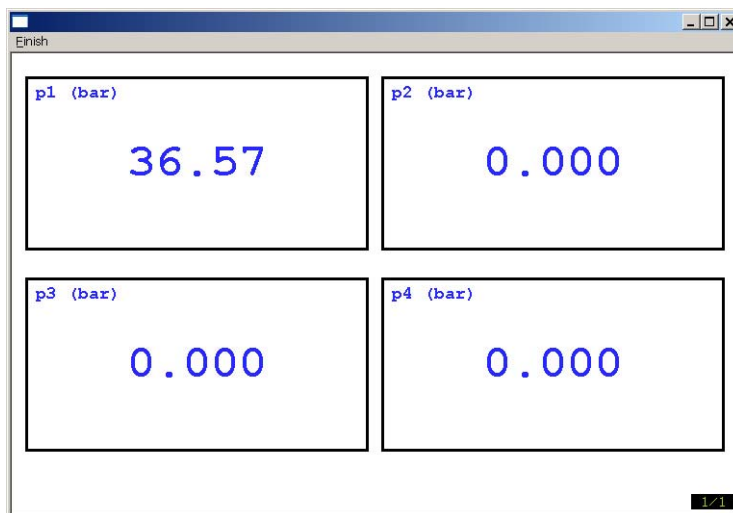 Finish
p1 (bar)
36.57
p2 (bar)
0.000
p3 (bar)
0.000
p4 (bar)
0.000
1/1